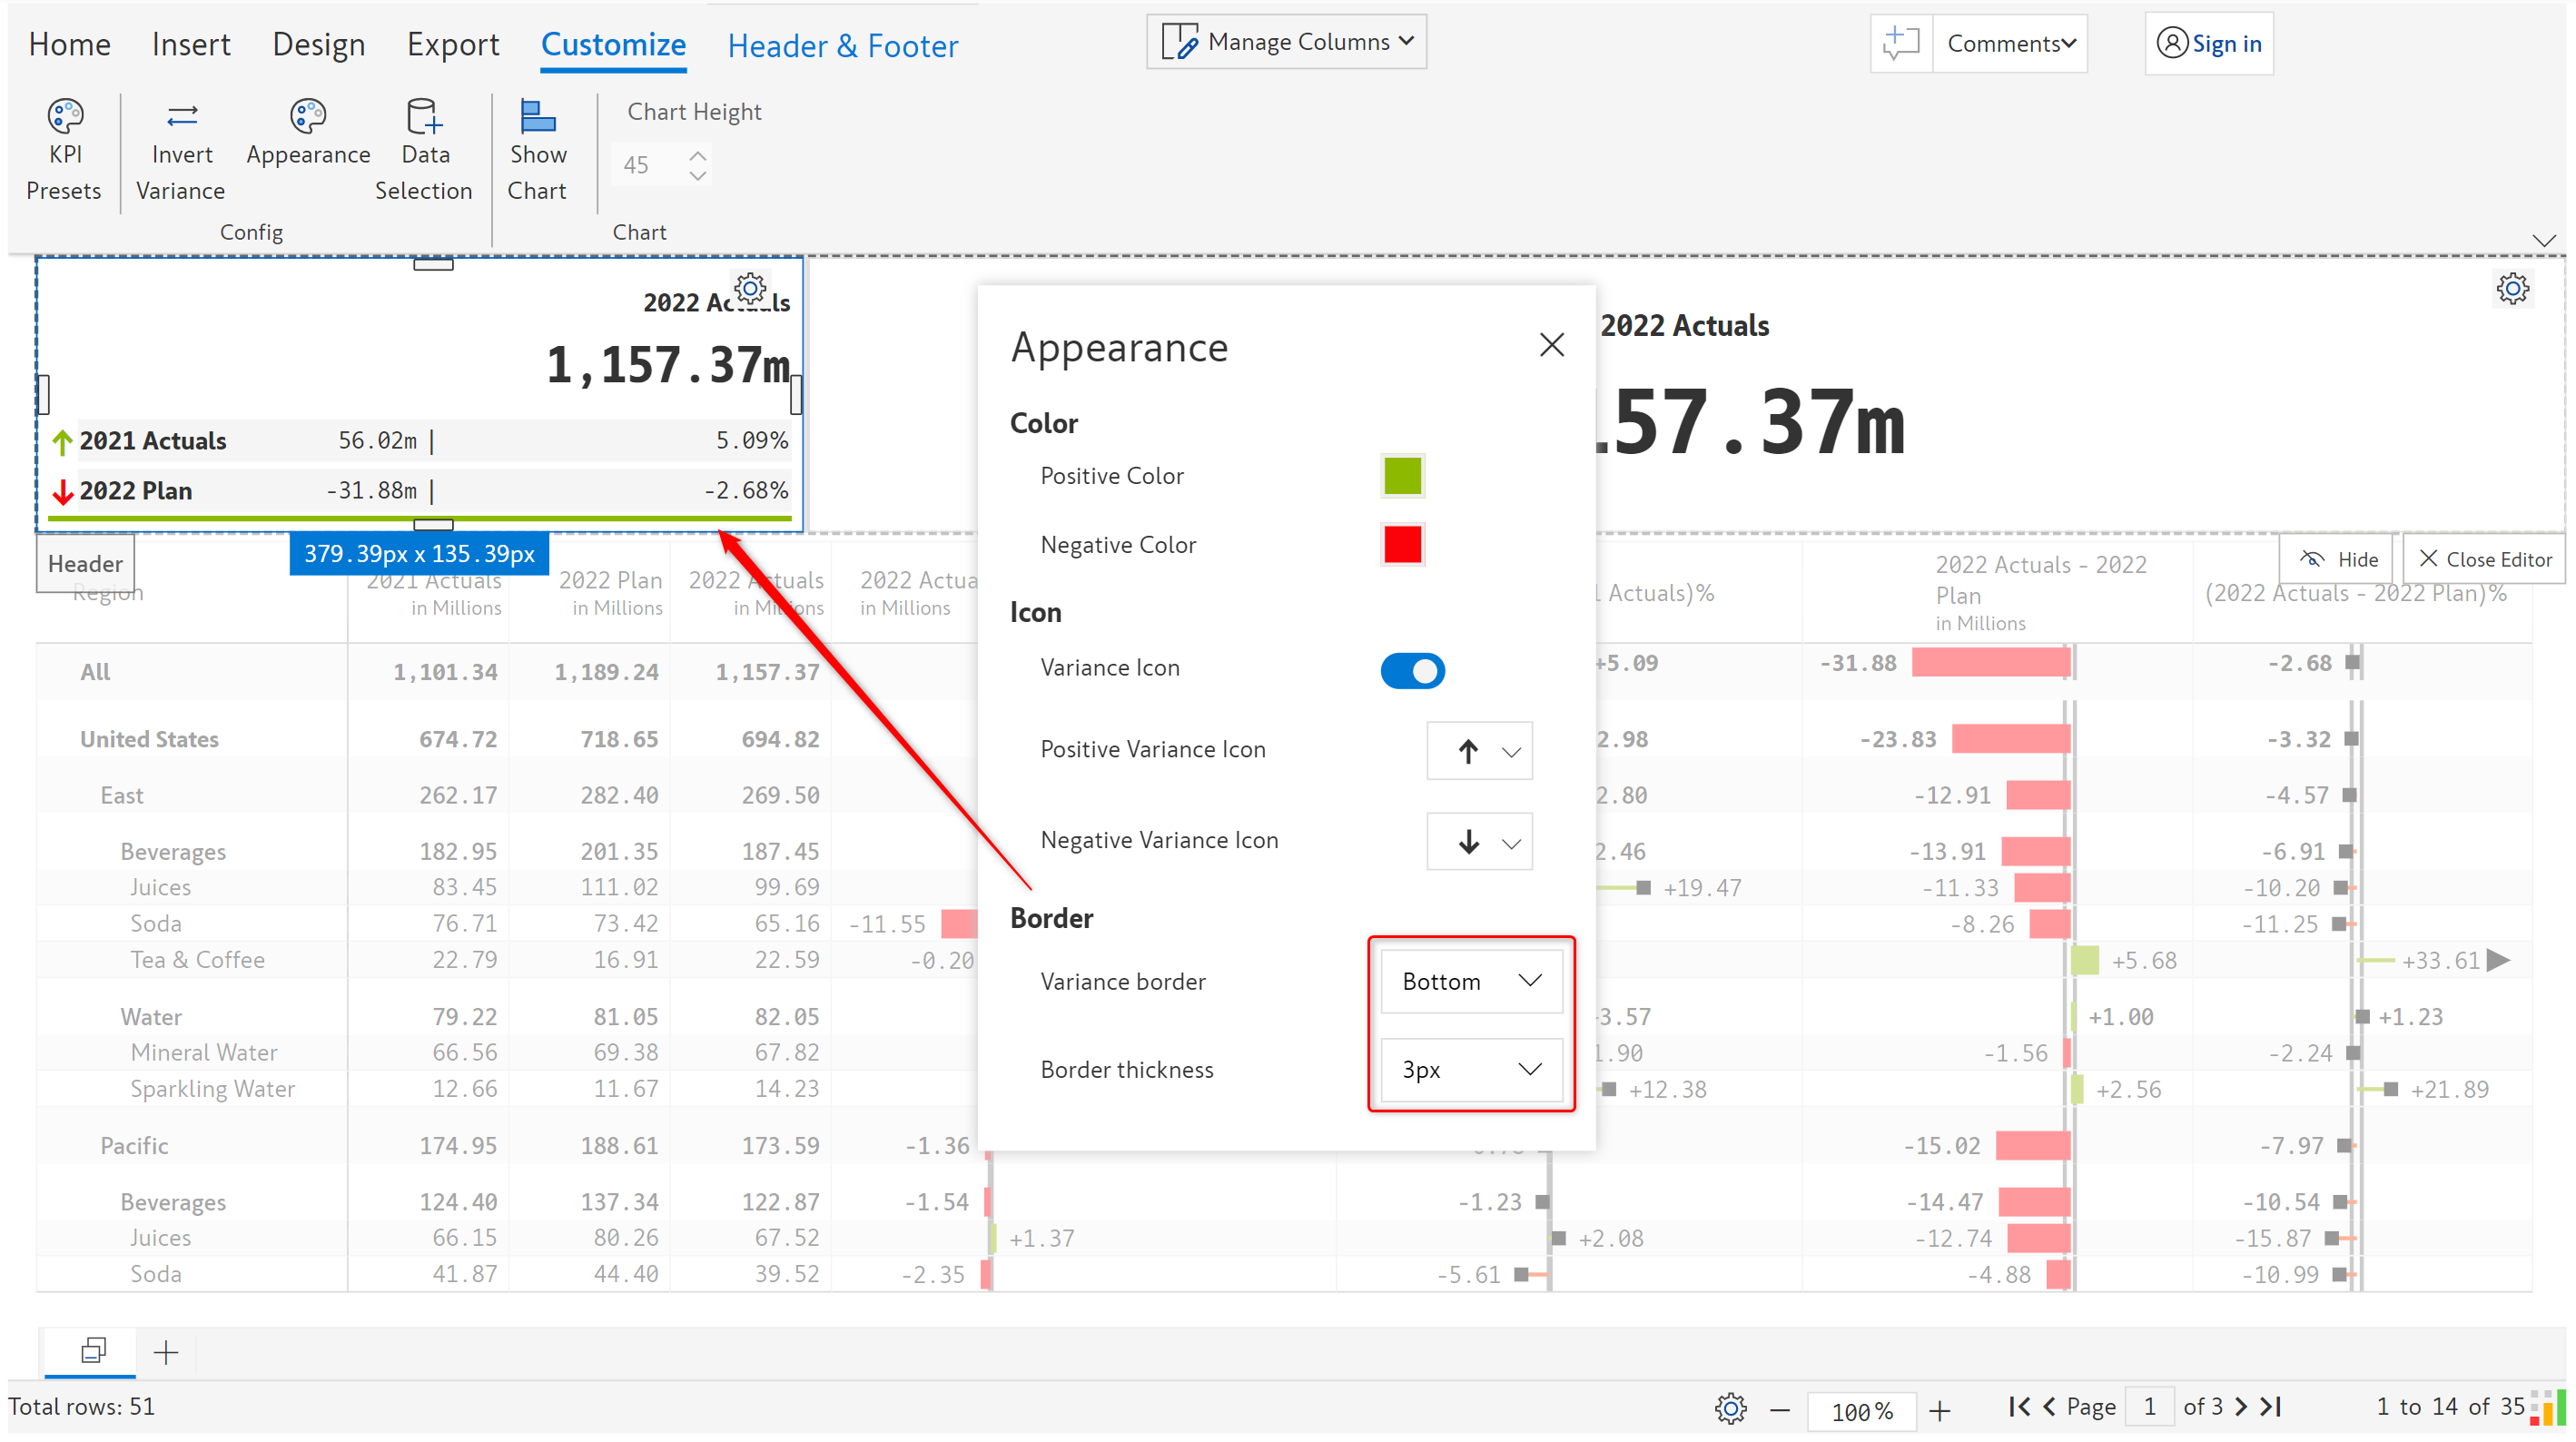 Home Insert Design Export Customize Header & Footer Manage Columns Comments Sign in
KPI Presets
Invert Variance
Appearance
Data Selection
Show Chart
Chart Height
45
Config
Chart
2022 Ac ls
1,157.37m
2021 Actuals 56.02m | 5.09%
2022 Plan -31.88m | -2.68%
379.39px x 135.39px
2022 Actuals
157.37m
Header
Hide
Close Editor
Appearance
Color
Positive Color
Negative Color
Icon
Variance Icon
Positive Variance Icon
Negative Variance Icon
Border
Variance border Bottom
Border thickness 3px
Region
2021 Actuals
in Millions
2022 Plan
in Millions
2022 Actuals
in Millions
2022 Actua
in Millions
Actuals)%
2022 Actuals - 2022
Plan
in Millions
(2022 Actuals - 2022 Plan)%
All 1,101.34 1,189.24 1,157.37 +5.09 -31.88 -2.68
United States 674.72 718.65 694.82 2.98 -23.83 -3.32
East 262.17 282.40 269.50 2.80 -12.91 -4.57
Beverages 182.95 201.35 187.45 2.46 -13.91 -6.91
Juices 83.45 111.02 99.69 +19.47 -11.33 -10.20
Soda 76.71 73.42 65.16 -11.55 -8.26 -11.25
Tea & Coffee 22.79 16.91 22.59 -0.20 +5.68 +33.61
Water 79.22 81.05 82.05 3.57 +1.00 +1.23
Mineral Water 66.56 69.38 67.82 1.90 -1.56 -2.24
Sparkling Water 12.66 11.67 14.23 +12.38 +2.56 +21.89
Pacific 174.95 188.61 173.59 -1.36 -15.02 -7.97
Beverages 124.40 137.34 122.87 -1.54 -1.23 -14.47 -10.54
Juices 66.15 80.26 67.52 +1.37 +2.08 -12.74 -15.87
Soda 41.87 44.40 39.52 -2.35 -5.61 -4.88 -10.99
Total rows: 51
100%
Page 1 of 3
1 to 14 of 35